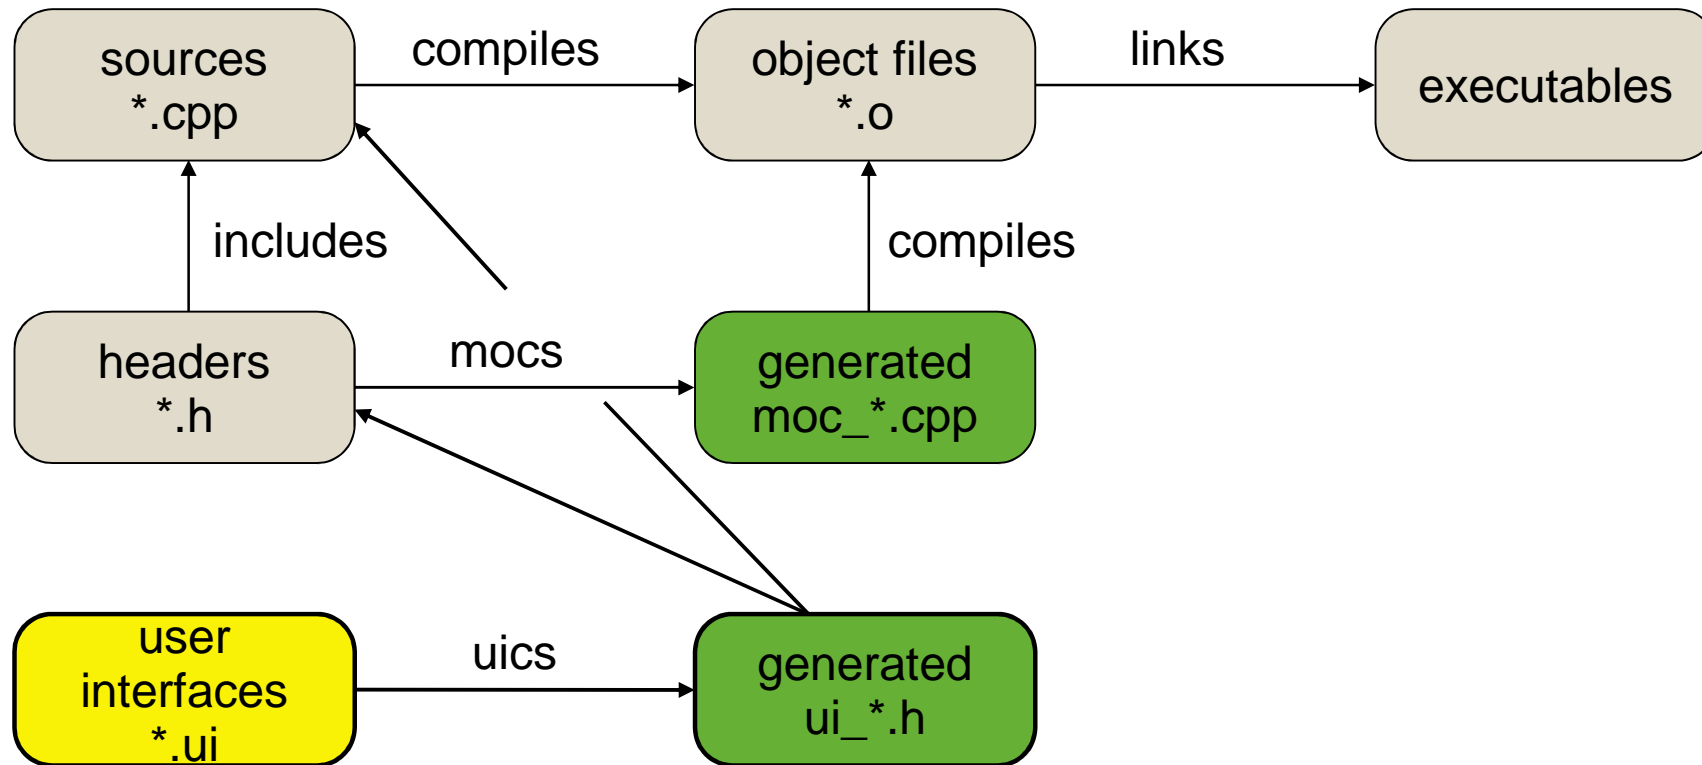 sources
*.cpp
compiles
object files
*.o
links
executables
includes
compiles
headers
*.h
mocs
generated
moc_*.cpp
user
interfaces
*.ui
uics
generated
ui_*.h